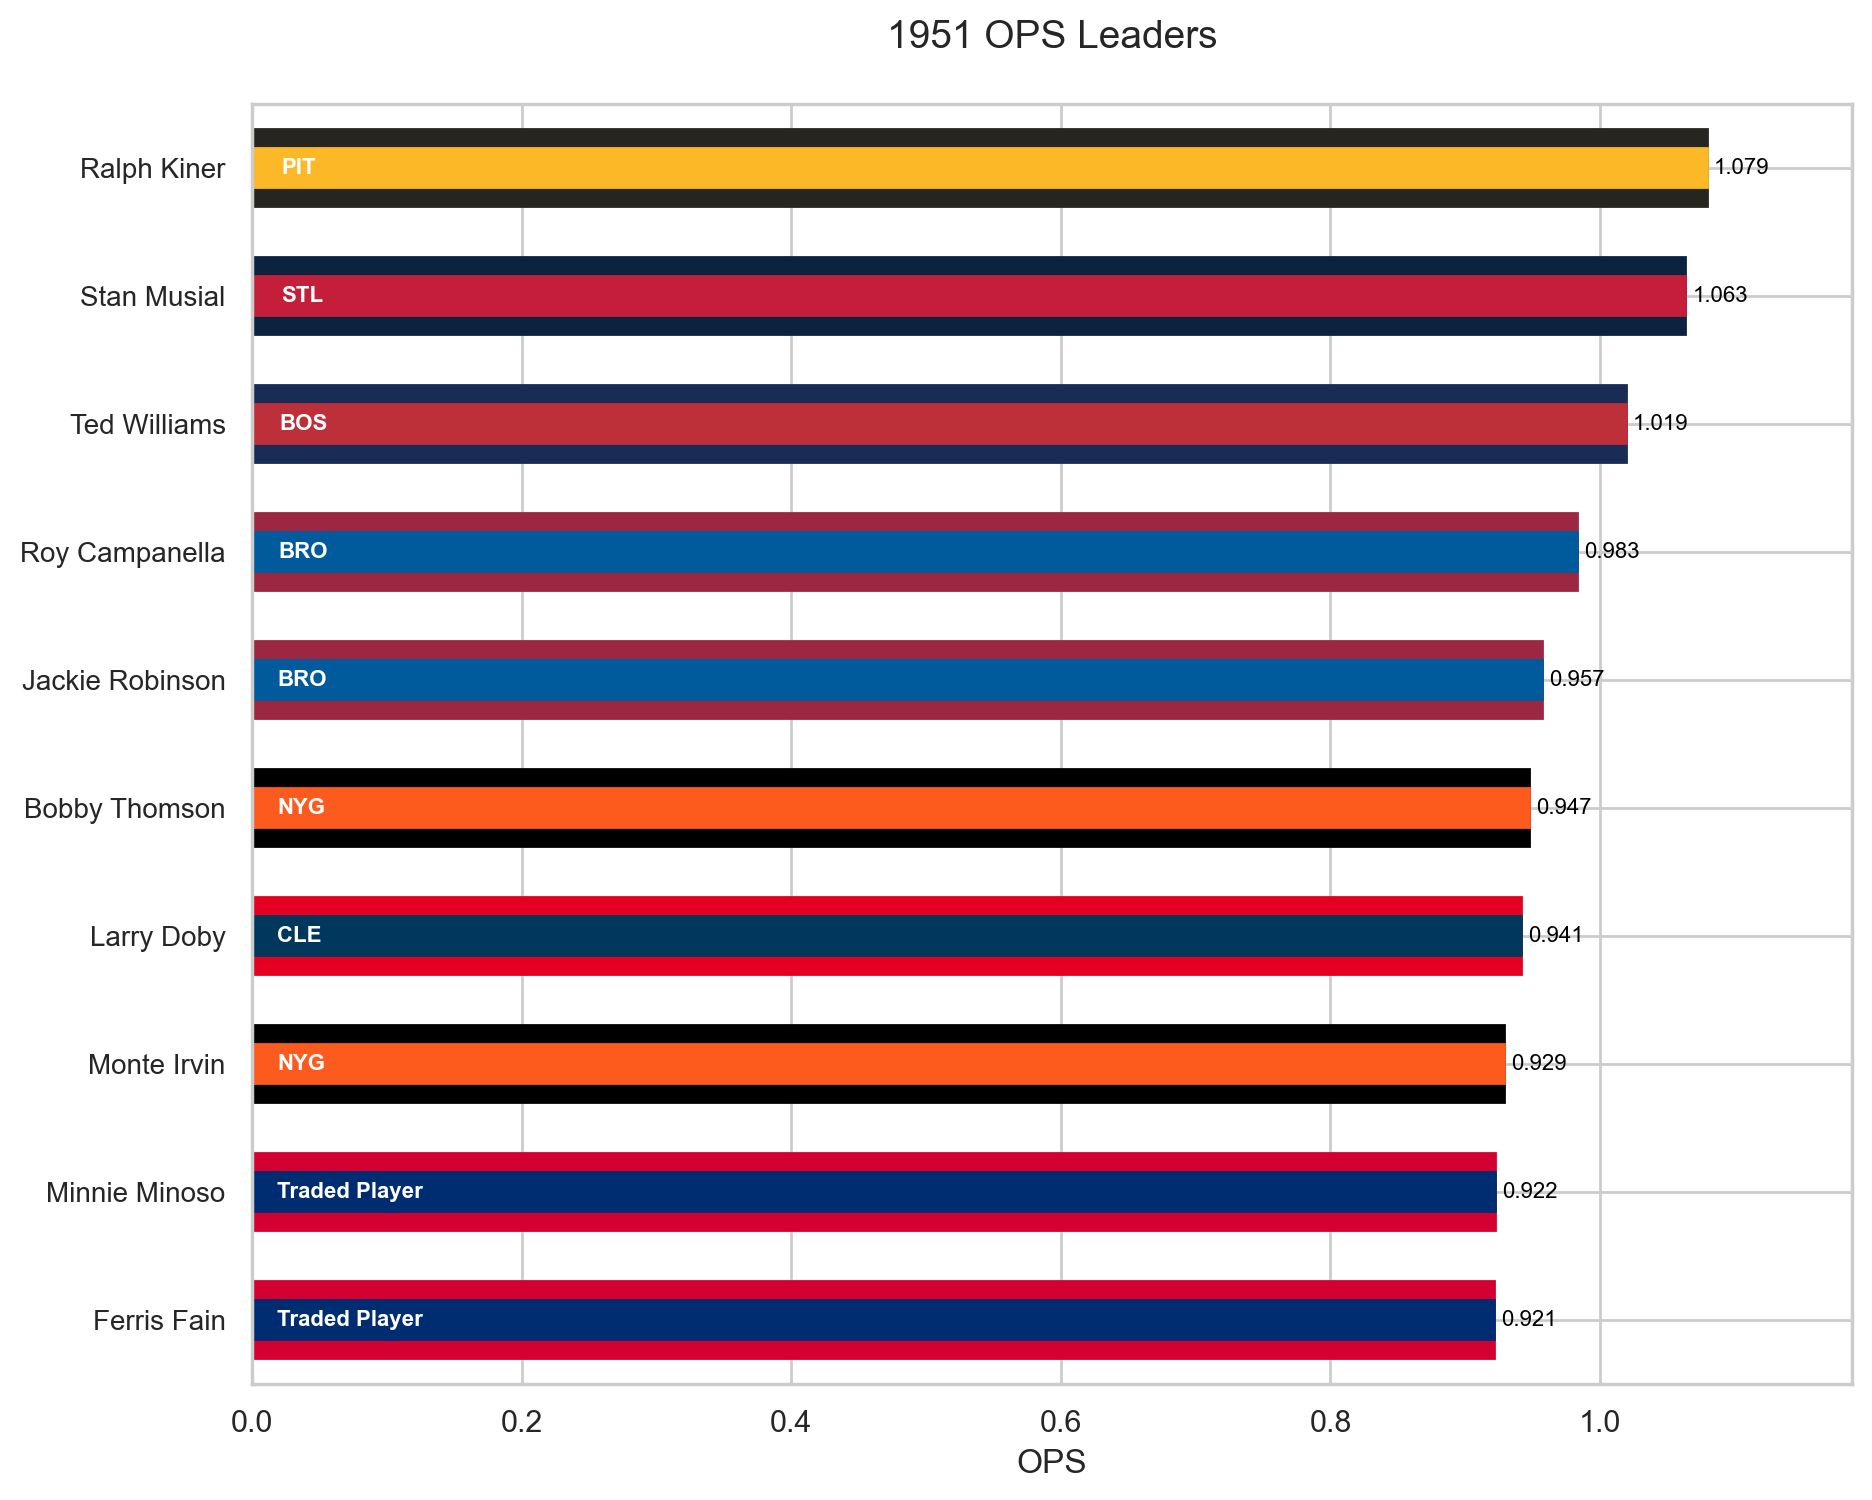 1951 OPS Leaders
Ralph Kiner PIT 1.079
Stan Musial STL 1.063
Ted Williams BOS 1.019
Roy Campanella BRO 0.983
Jackie Robinson BRO 0.957
Bobby Thomson NYG 0.947
Larry Doby CLE 0.941
Monte Irvin NYG 0.929
Minnie Minoso Traded Player 0.922
Ferris Fain Traded Player 0.921
0.0 0.2 0.4 0.6 0.8 1.0
OPS